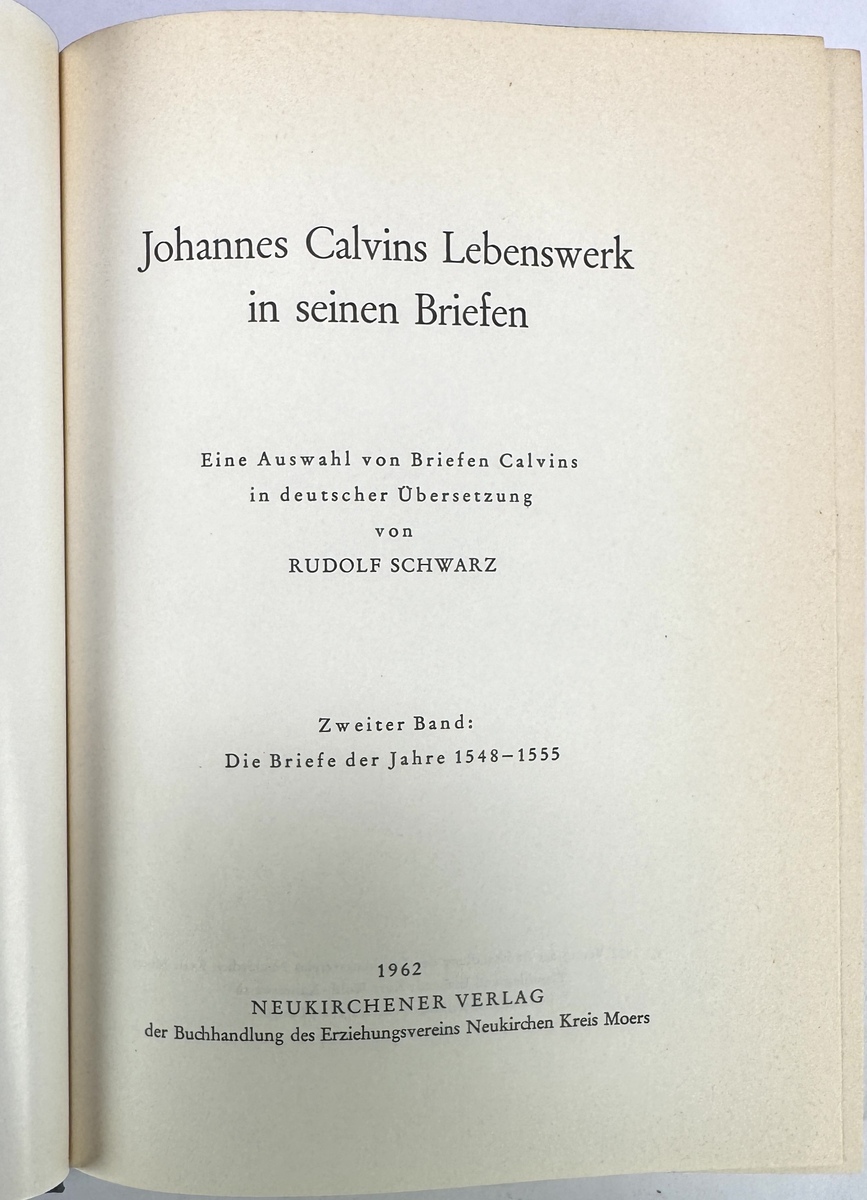 Johannes Calvins Lebenswerk
in seinen Briefen
Eine Auswahl von Briefen Calvins
in deutscher Übersetzung
von
RUDOLF SCHWARZ
Zweiter Band:
Die Briefe der Jahre 1548–1555
1962
NEUKIRCHENER VERLAG
der Buchhandlung des Erziehungsvereins Neukirchen Kreis Moers